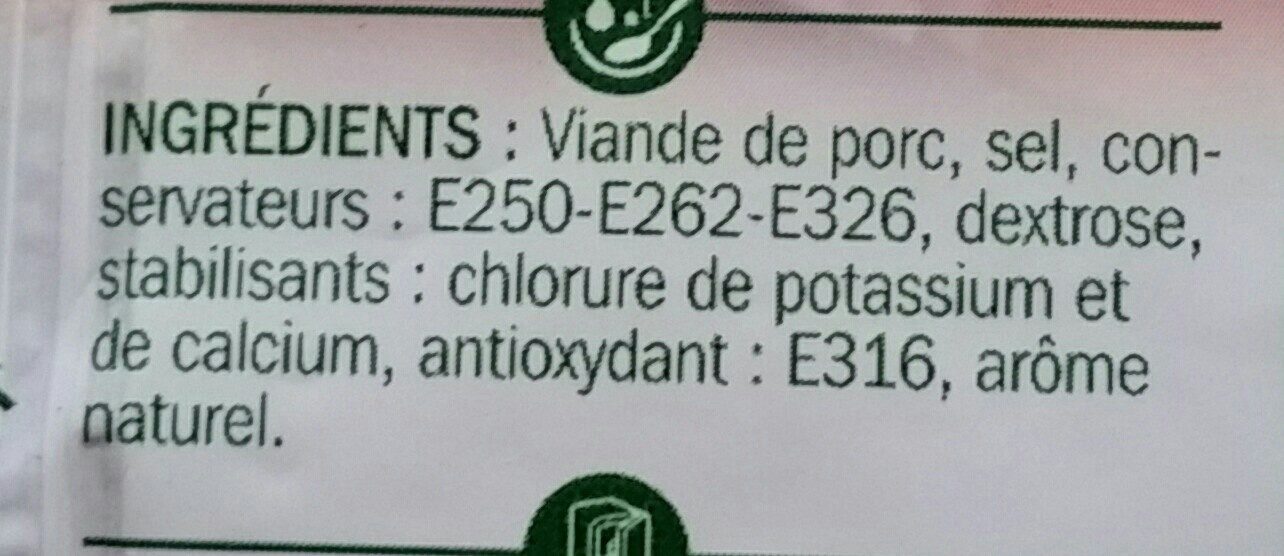 INGRÉDIENTS : Viande de porc, sel, con-
servateurs : E250-E262-E326, dextrose,
stabilisants : chlorure de potassium et
de calcium, antioxydant : E316, arôme
naturel.